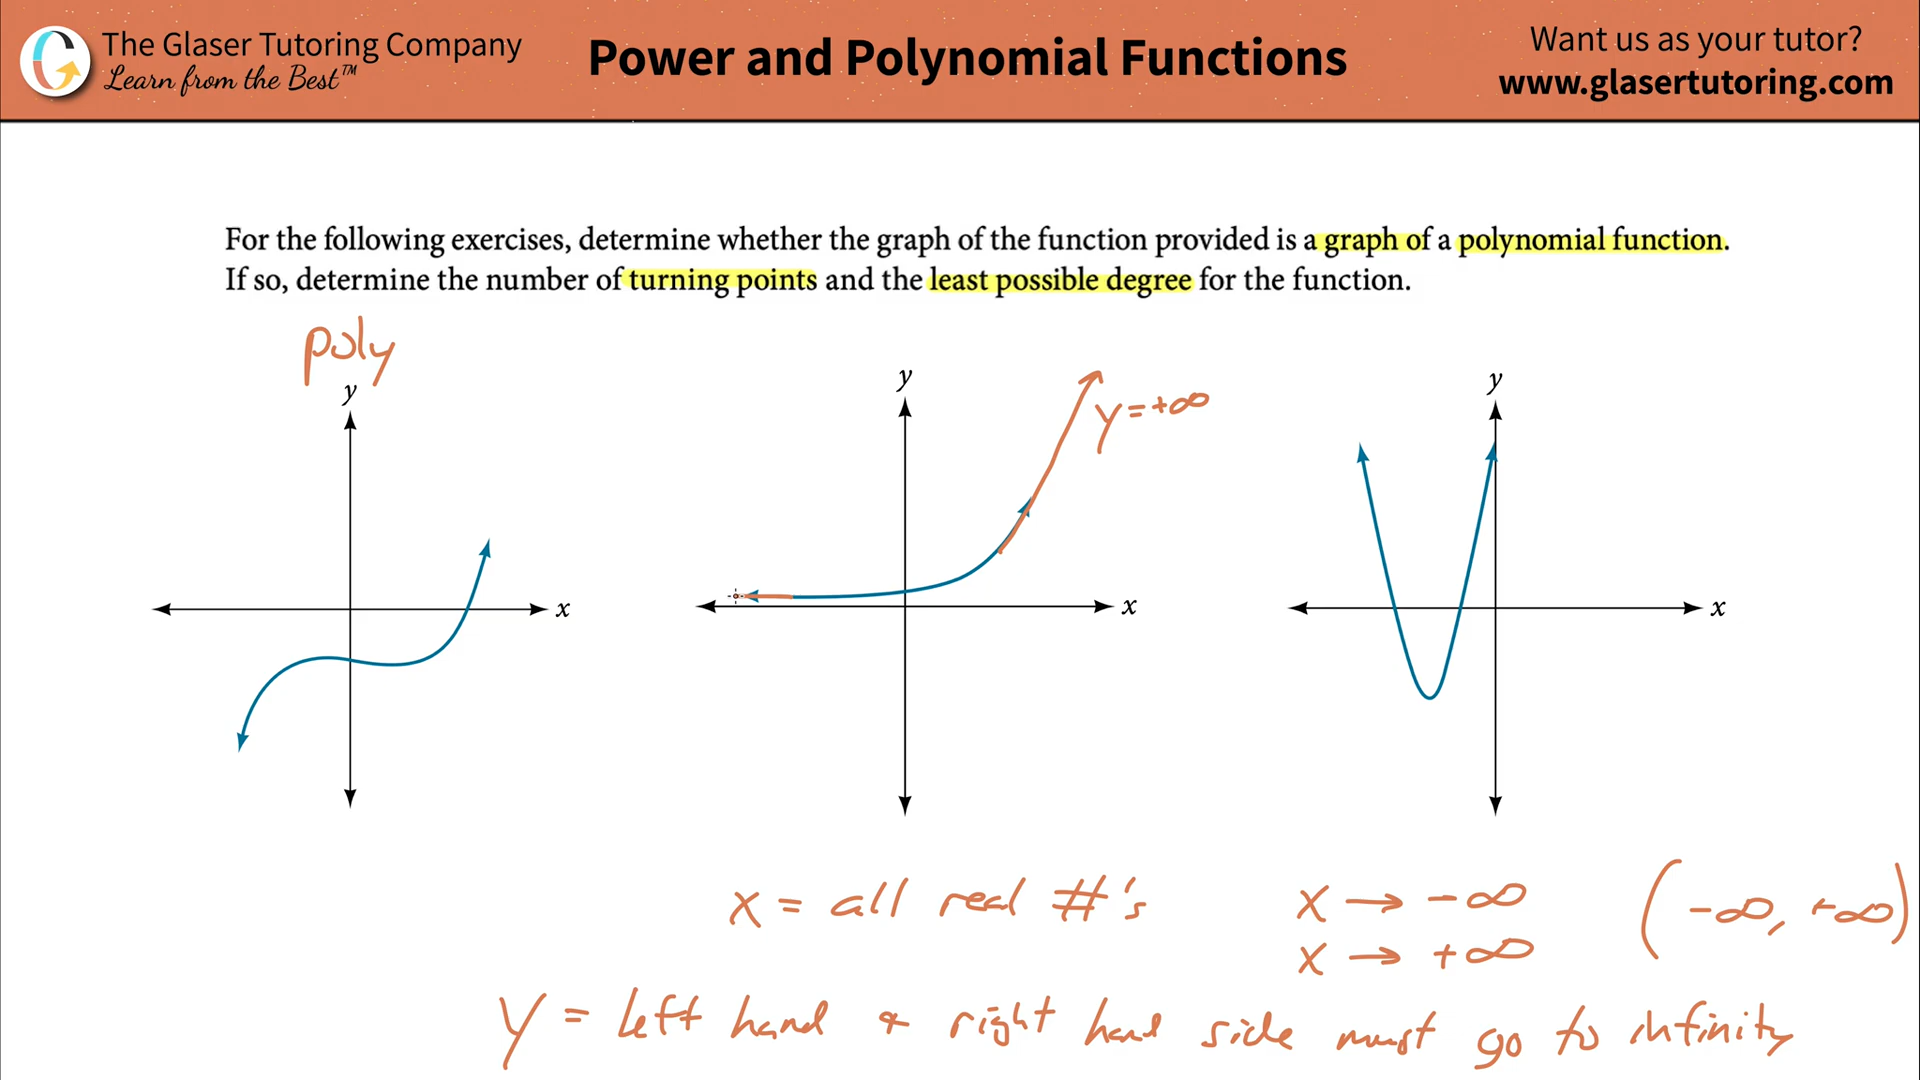 The Glaser Tutoring Company
Learn from the Best™
Power and Polynomial Functions
Want us as your tutor?
www.glasertutoring.com
For the following exercises, determine whether the graph of the function provided is a graph of a polynomial function.
If so, determine the number of turning points and the least possible degree for the function.
poly
y
x
y
y=+∞
x
y
x
x = all real #'s
x → -∞
(-∞, +∞)
x → +∞
y = left hand & right hand side must go to infinity